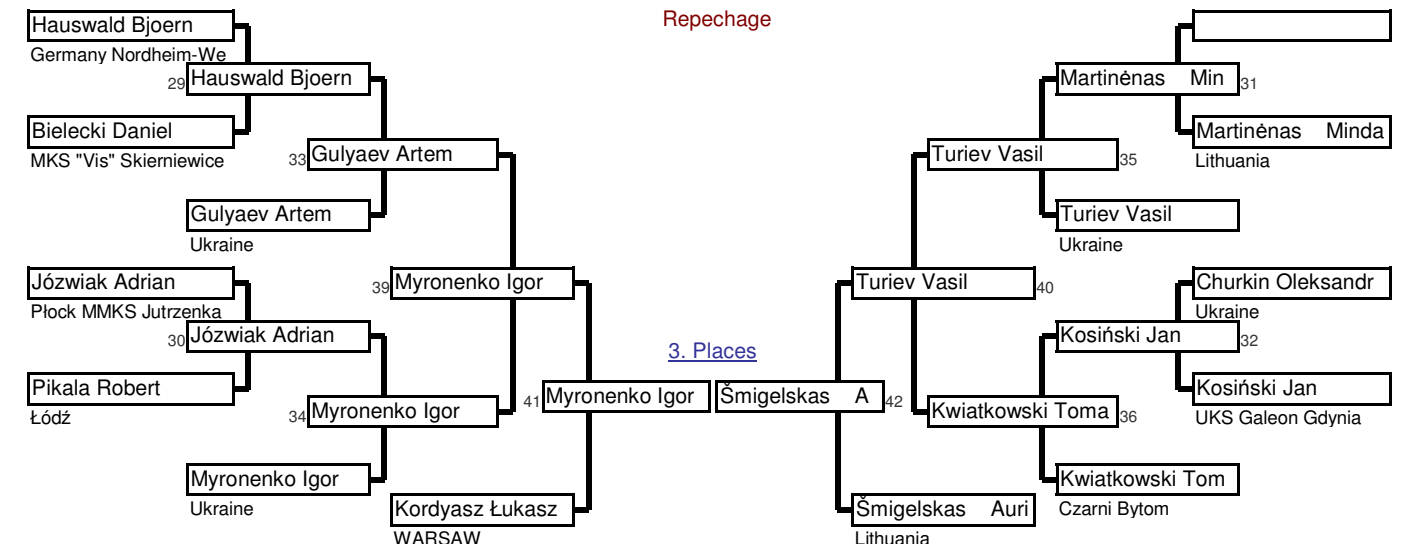 Repechage
Hauswald Bjoern
Germany Nordheim-We
29 Hauswald Bjoern
Bielecki Daniel
MKS "Vis" Skierniewice
33 Gulyaev Artem
Gulyaev Artem
Ukraine
Józwiak Adrian
Płock MMKS Jutrzenka
39 Myronenko Igor
30 Józwiak Adrian
Pikala Robert
Łódź
34 Myronenko Igor
Myronenko Igor
Ukraine
3. Places
41 Myronenko Igor
Kordyasz Łukasz
WARSAW
Martinėnas Min 31
Martinėnas Minda
Lithuania
Turiev Vasil 35
Turiev Vasil
Ukraine
Turiev Vasil 40
Churkin Oleksandr
Ukraine
Kosiński Jan 32
Kosiński Jan
UKS Galeon Gdynia
Šmigelskas A 42
Kwiatkowski Toma 36
Kwiatkowski Tom
Czarni Bytom
Šmigelskas Auri
Lithuania